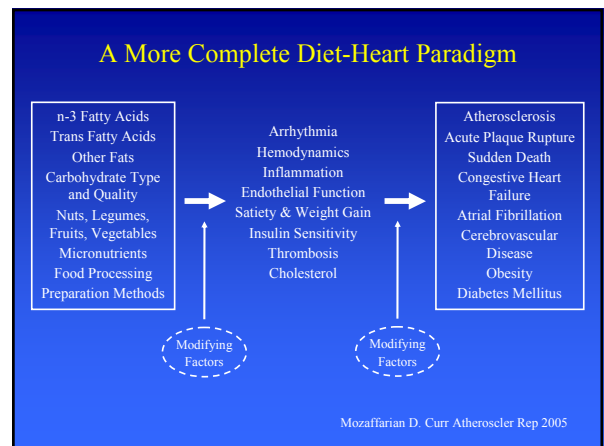 A More Complete Diet-Heart Paradigm
n-3 Fatty Acids
Trans Fatty Acids
Other Fats
Carbohydrate Type
and Quality
Nuts, Legumes,
Fruits, Vegetables
Micronutrients
Food Processing
Preparation Methods
Arrhythmia
Hemodynamics
Inflammation
Endothelial Function
Satiety & Weight Gain
Insulin Sensitivity
Thrombosis
Cholesterol
Atherosclerosis
Acute Plaque Rupture
Sudden Death
Congestive Heart
Failure
Atrial Fibrillation
Cerebrovascular
Disease
Obesity
Diabetes Mellitus
Modifying
Factors
Modifying
Factors
Mozaffarian D. Curr Atheroscler Rep 2005